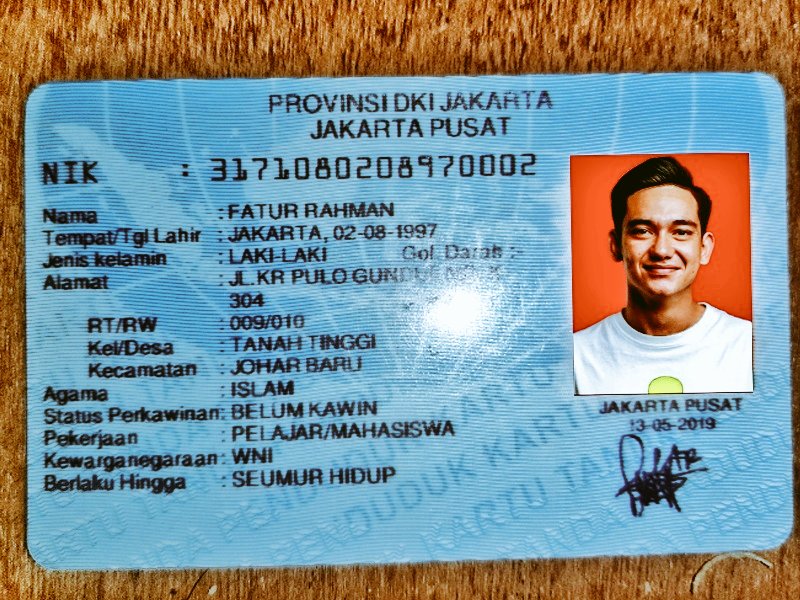 PROVINSI DKI JAKARTA
JAKARTA PUSAT
NIK : 3171080208970002
Nama : FATUR RAHMAN
Tempat/Tgl Lahir : JAKARTA, 02-08-1997
Jenis kelamin : LAKI-LAKI Gol. Darah :-
Alamat : JL.KR PULO
304
RT/RW : 009/010
Kel/Desa : TANAH TINGGI
Kecamatan : JOHAR BARU
Agama : ISLAM
Status Perkawinan: BELUM KAWIN
Pekerjaan : PELAJAR/MAHASISWA
Kewarganegaraan : WNI
Berlaku Hingga : SEUMUR HIDUP
JAKARTA PUSAT
13-05-2019